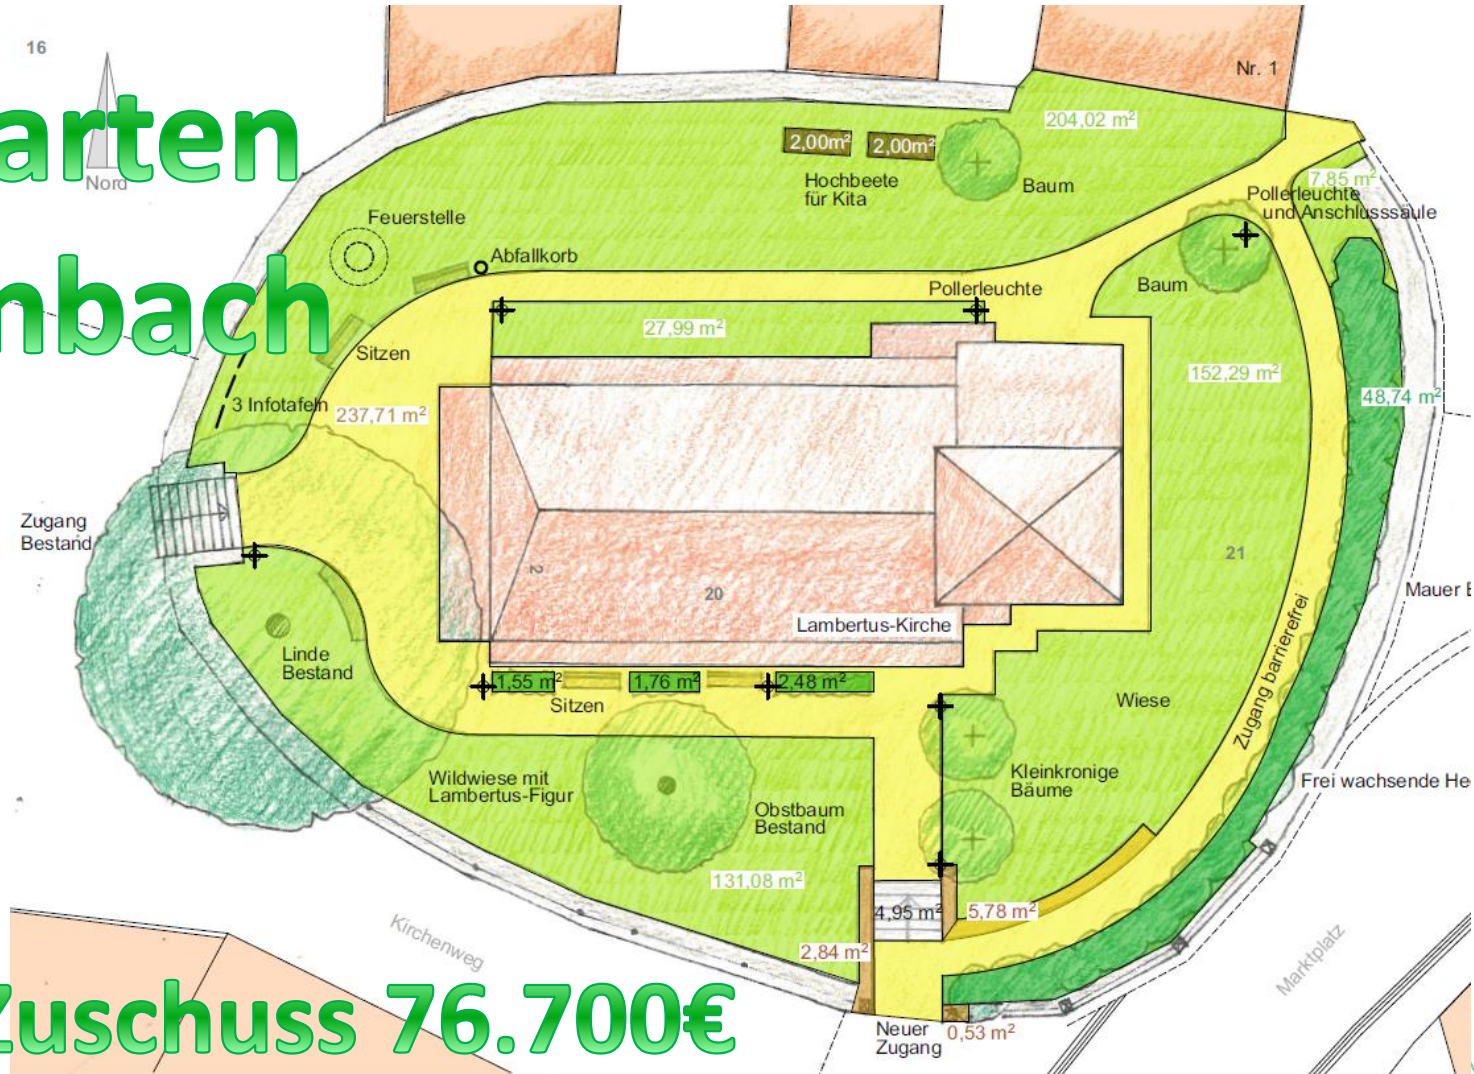 16
Nord
arten
nbach
Nr. 1
204,02 m²
2,00m²
2,00m²
Hochbeete
für Kita
Baum
7,85 m²
Pollerleuchte
und Anschlusssäule
Feuerstelle
Abfallkorb
Pollerleuchte
Baum
27,99 m²
Sitzen
152,29 m²
3 Infotafeln
237,71 m²
48,74 m²
Zugang
Bestand
21
2
20
Mauer B
Lambertus-Kirche
Linde
Bestand
1,55 m²
1,76 m²
2,48 m²
Sitzen
Wiese
Zugang barrierefrei
Wildwiese mit
Lambertus-Figur
Kleinkronige
Bäume
Frei wachsende He
Obstbaum
Bestand
131,08 m²
4,95 m²
5,78 m²
Kirchenweg
2,84 m²
Marktplatz
Zuschuss 76.700€
Neuer
Zugang
0,53 m²